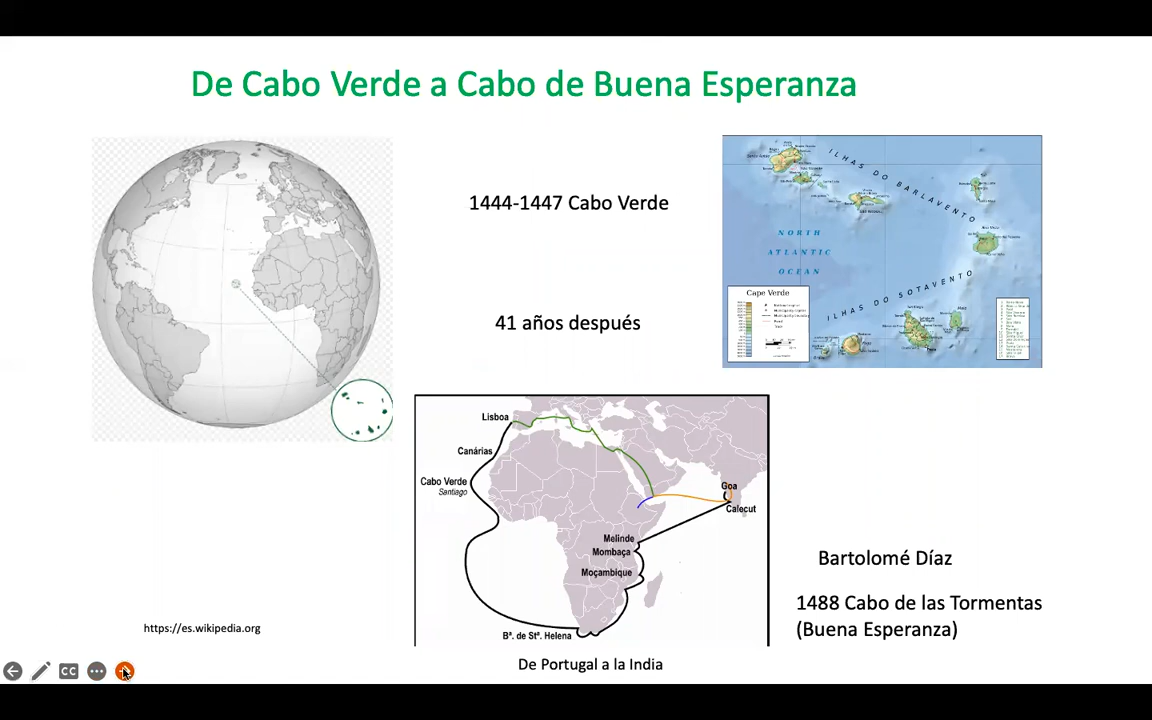 De Cabo Verde a Cabo de Buena Esperanza
1444-1447 Cabo Verde
41 años después
ILHAS DO BARLAVENTO
NORTH
ATLANTIC
OCEAN
ILHAS DO SOTAVENTO
Cape Verde
Lisboa
Canárias
Cabo Verde
Santiago
Goa
Calecut
Melinde
Mombaça
Moçambique
Bª. de Stª. Helena
De Portugal a la India
Bartolomé Díaz
1488 Cabo de las Tormentas
(Buena Esperanza)
https://es.wikipedia.org
CC